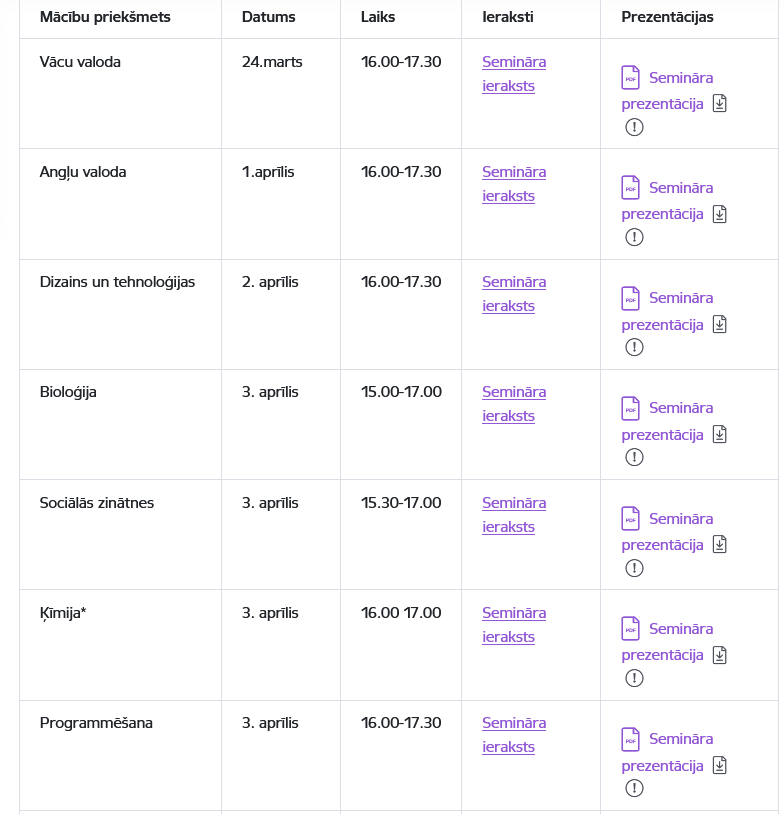 Mācību priekšmets Datums Laiks Ieraksti Prezentācijas
Vācu valoda 24.marts 16.00-17.30 Semināra
ieraksts
PDF Semināra
prezentācija
Angļu valoda 1.aprīlis 16.00-17.30 Semināra
ieraksts
PDF Semināra
prezentācija
Dizains un tehnoloģijas 2. aprīlis 16.00-17.30 Semināra
ieraksts
PDF Semināra
prezentācija
Bioloģija 3. aprīlis 15.00-17.00 Semināra
ieraksts
PDF Semināra
prezentācija
Sociālās zinātnes 3. aprīlis 15.30-17.00 Semināra
ieraksts
PDF Semināra
prezentācija
Ķīmija* 3. aprīlis 16.00 17.00 Semināra
ieraksts
PDF Semināra
prezentācija
Programmēšana 3. aprīlis 16.00-17.30 Semināra
ieraksts
PDF Semināra
prezentācija